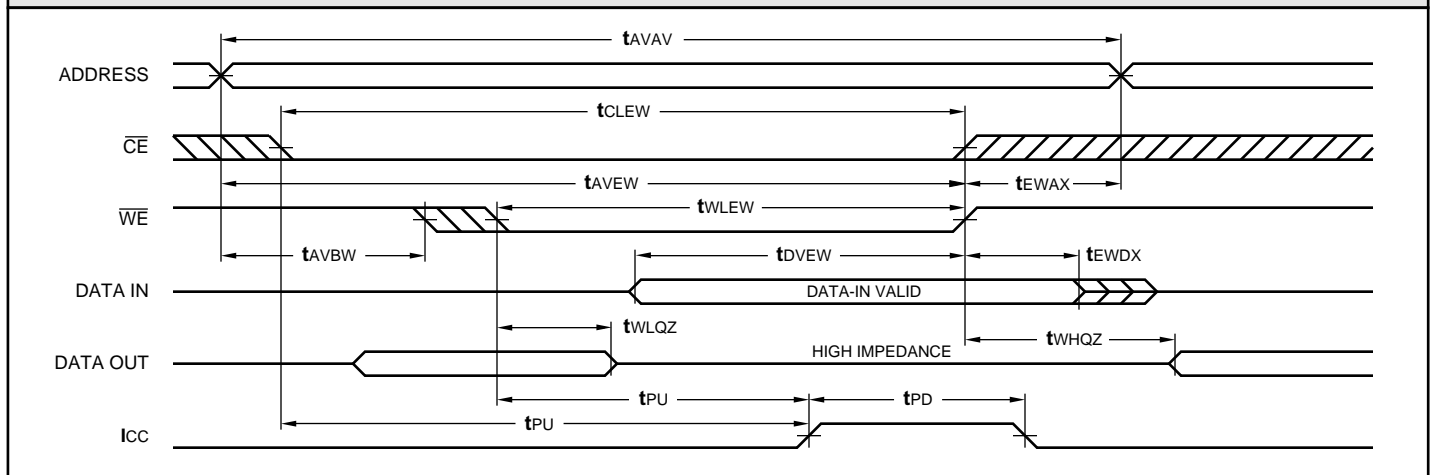 tAVAV
ADDRESS
tCLEW
CE
tAVEW
tEWAX
WE
tWLEW
tAVBW
tDVEW
tEWDX
DATA IN
DATA-IN VALID
tWLQZ
tWHQZ
DATA OUT
HIGH IMPEDANCE
tPU
tPD
tPU
ICC